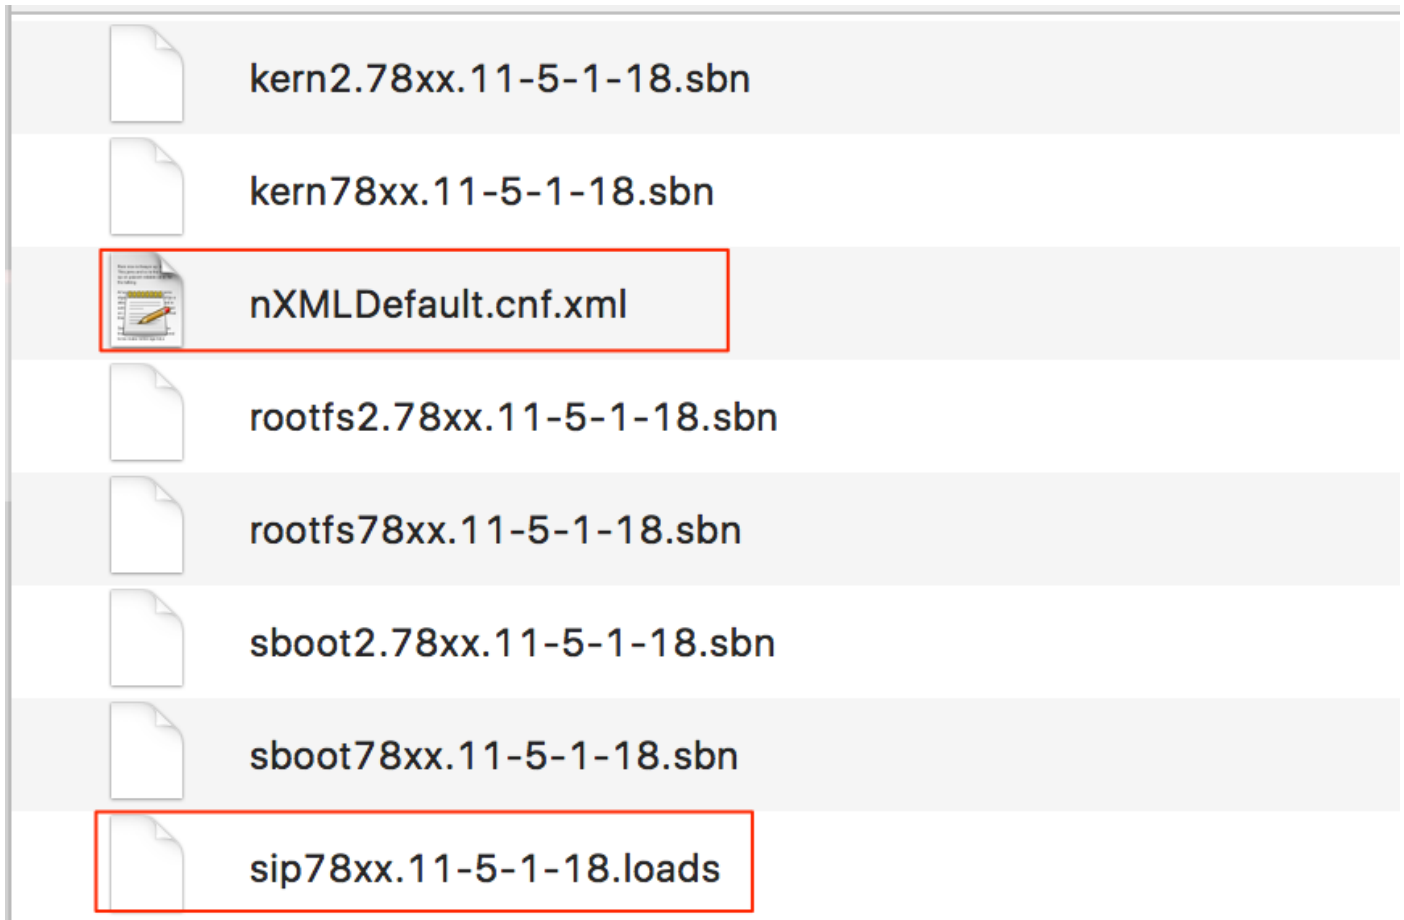 kern2.78xx.11-5-1-18.sbn
kern78xx.11-5-1-18.sbn
nXMLDefault.cnf.xml
rootfs2.78xx.11-5-1-18.sbn
rootfs78xx.11-5-1-18.sbn
sboot2.78xx.11-5-1-18.sbn
sboot78xx.11-5-1-18.sbn
sip78xx.11-5-1-18.loads